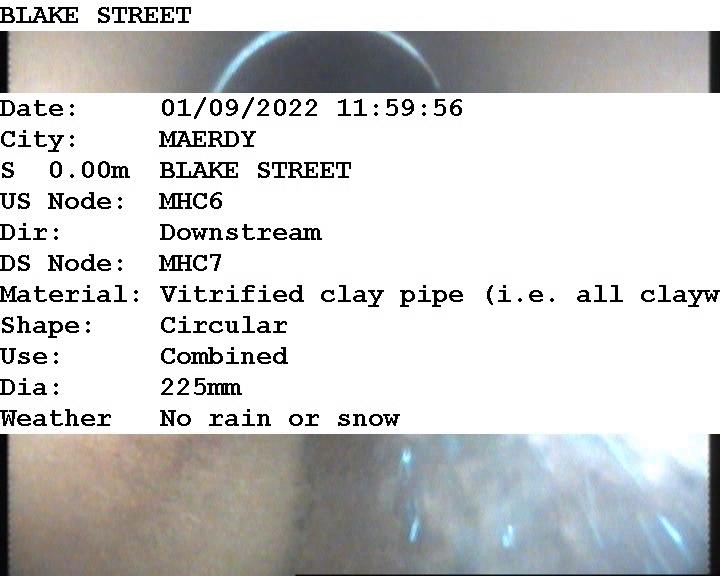 BLAKE STREET
Date: 01/09/2022 11:59:56
City: MAERDY
S 0.00m BLAKE STREET
US Node: MHC6
Dir: Downstream
DS Node: MHC7
Material: Vitrified clay pipe (i.e. all clayw
Shape: Circular
Use: Combined
Dia: 225mm
Weather No rain or snow